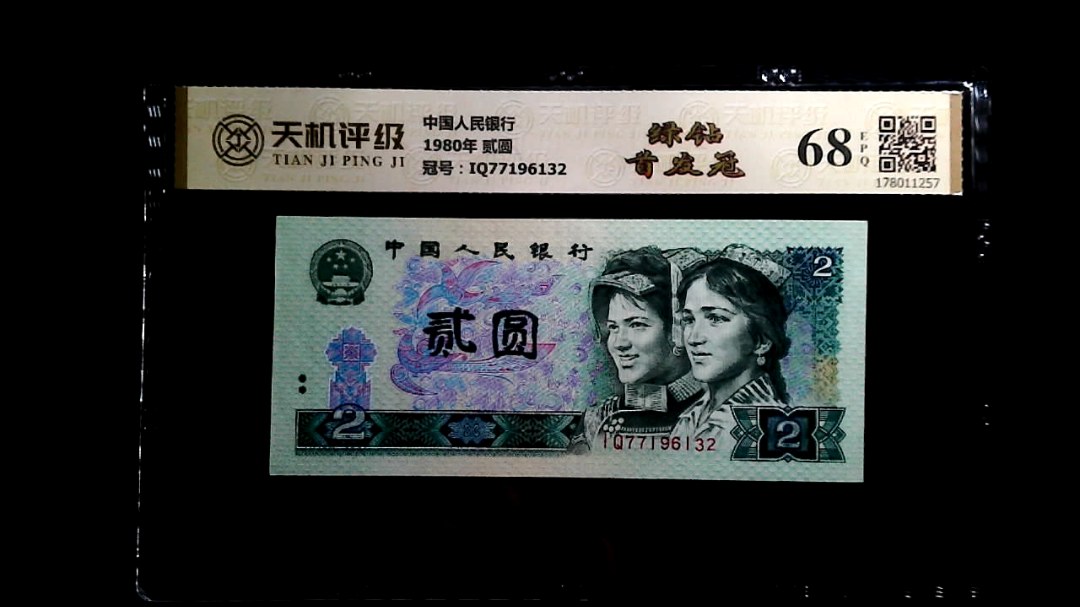 天机评级
TIAN JI PING JI
中国人民银行
1980年 贰圆
冠号：IQ77196132
绿钻
首发冠
68
EPQ
178011257
中国人民银行
2
贰圆
2
IQ77196132
2